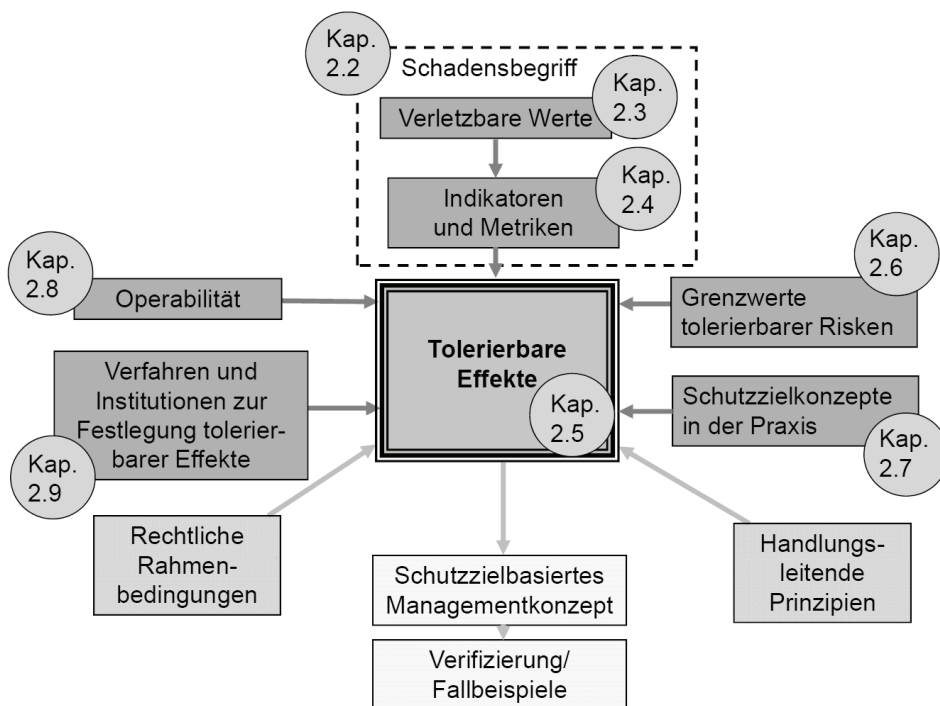 Kap.
2.2
Schadensbegriff
Verletzbare Werte
Kap.
2.3
Indikatoren
und Metriken
Kap.
2.4
Kap.
2.8
Operabilität
Kap.
2.6
Grenzwerte
tolerierbarer Risken
Tolerierbare
Effekte
Kap.
2.5
Verfahren und
Institutionen zur
Festlegung tolerier-
barer Effekte
Kap.
2.9
Schutzzielkonzepte
in der Praxis
Kap.
2.7
Rechtliche
Rahmen-
bedingungen
Schutzzielbasiertes
Managementkonzept
Handlungs-
leitende
Prinzipien
Verifizierung/
Fallbeispiele